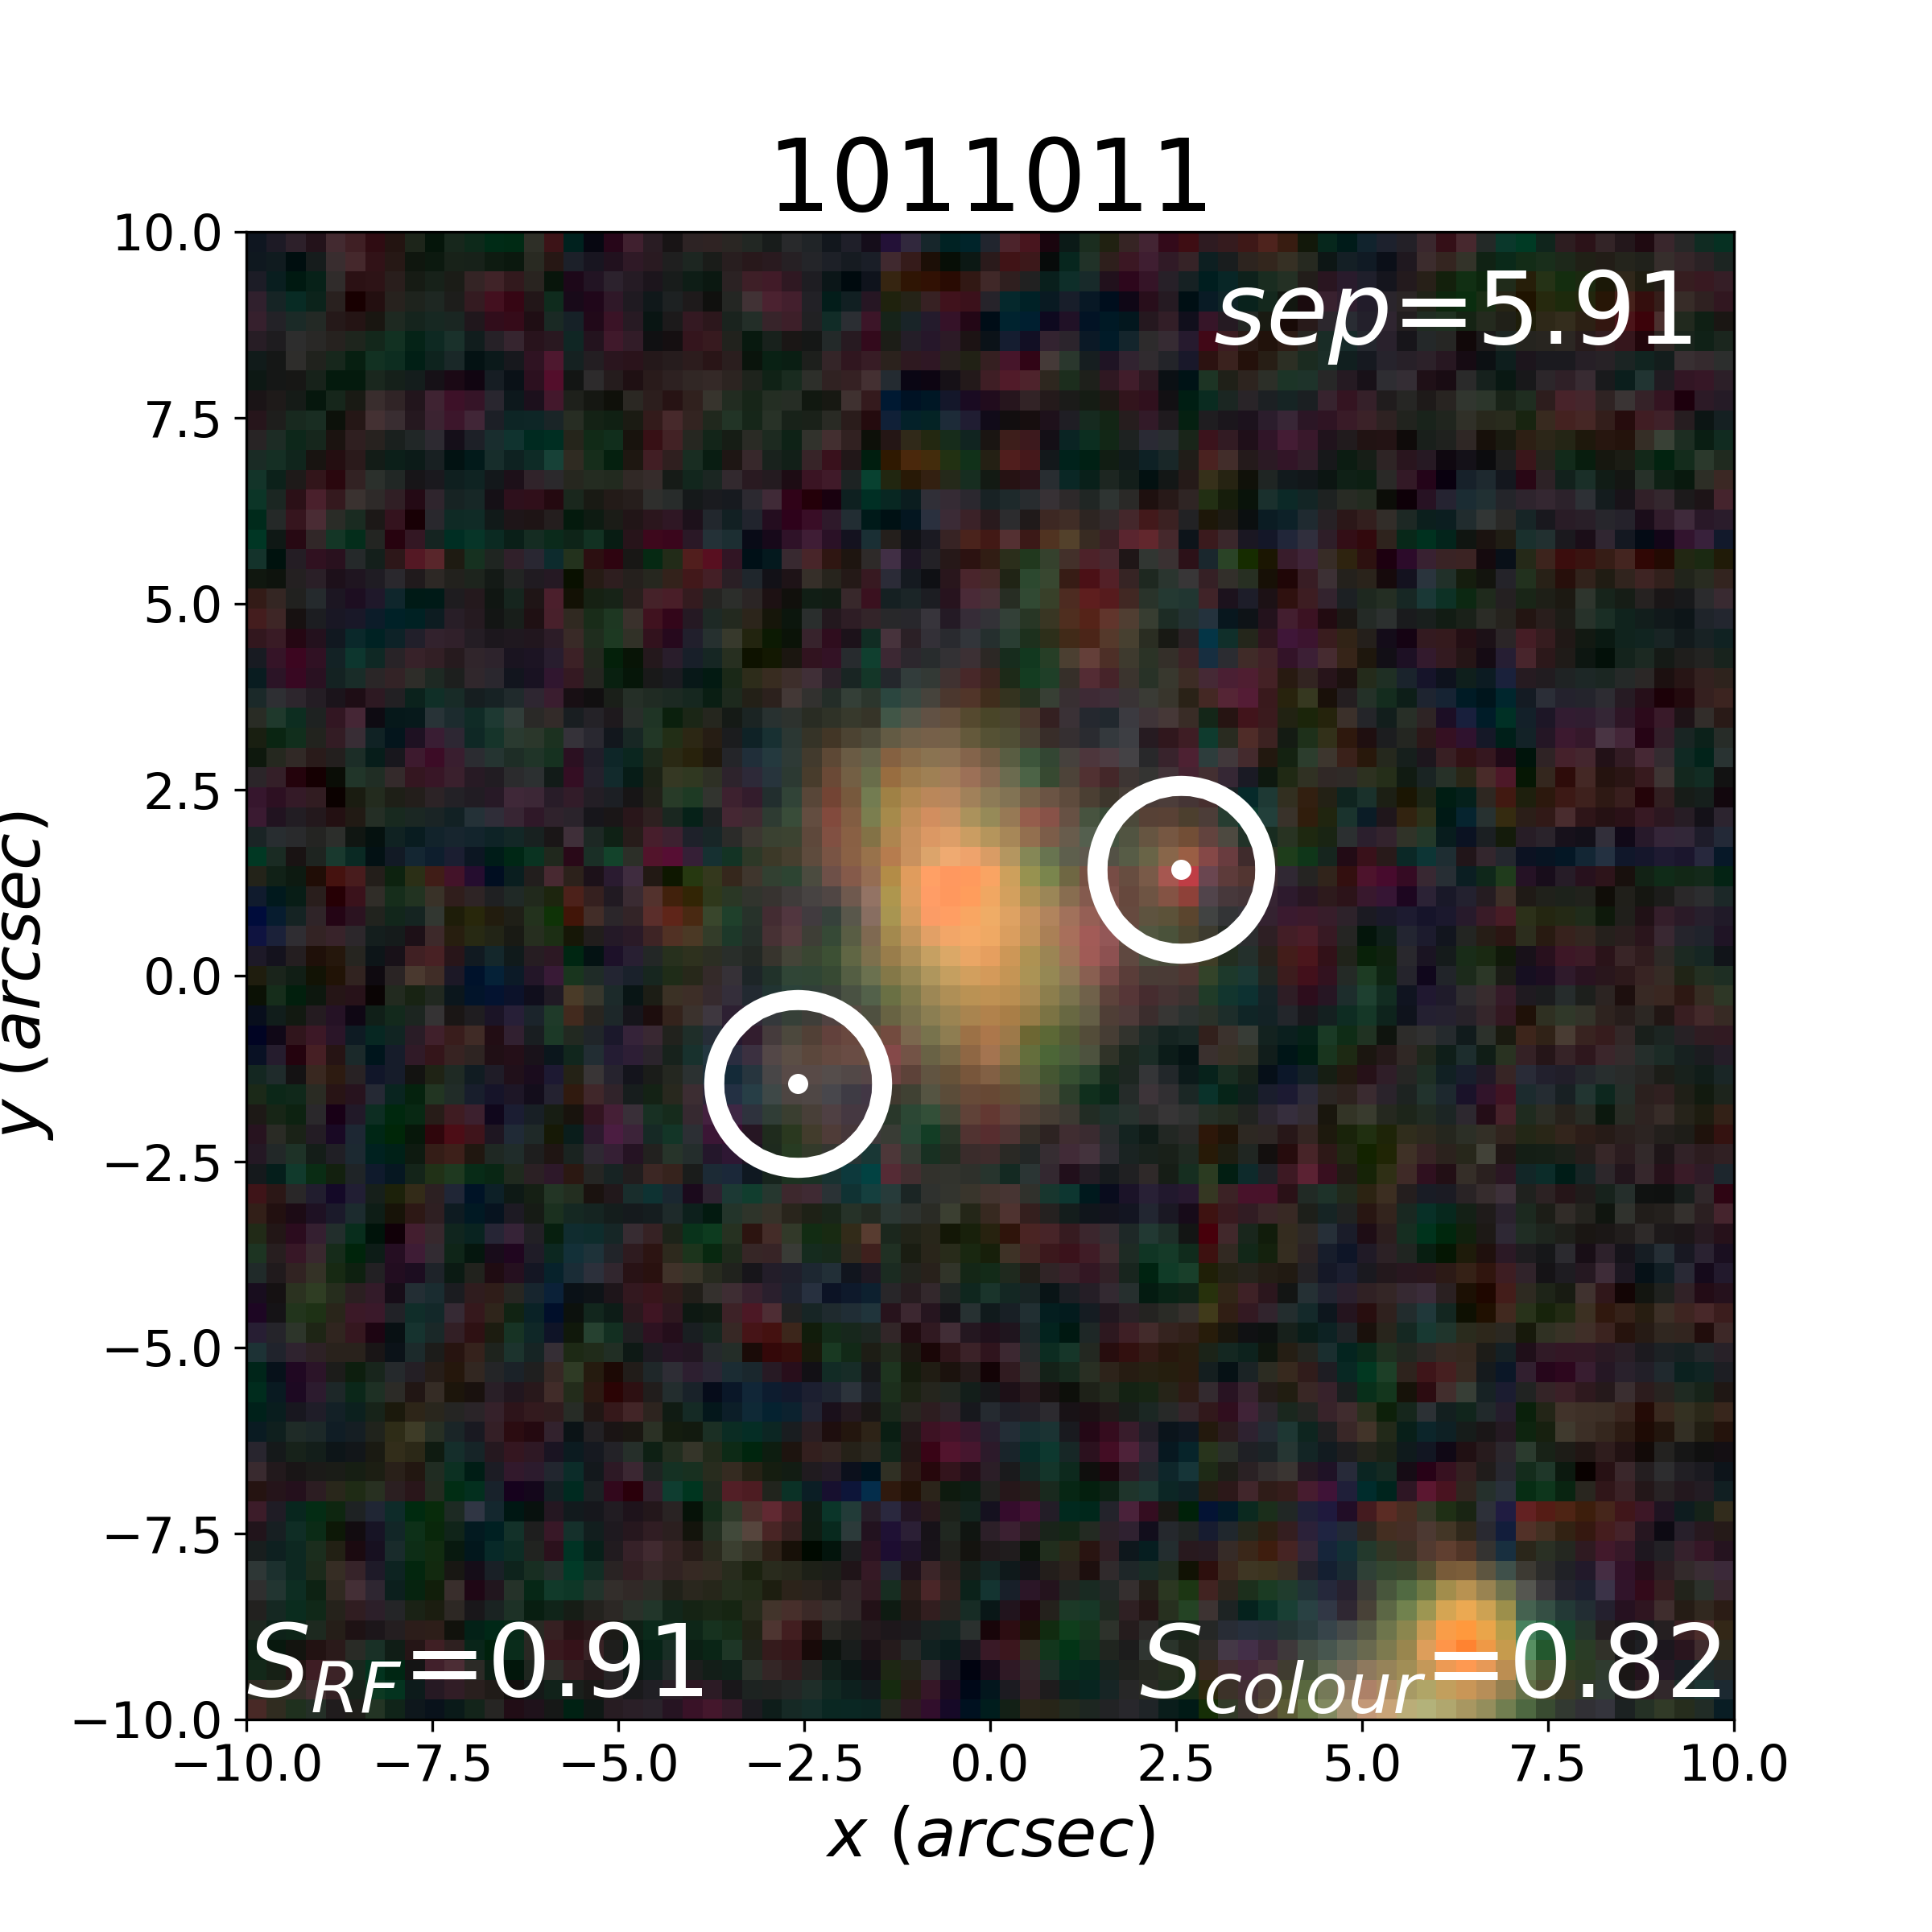 1011011
10.0
sep=5.91
7.5
5.0
2.5
0.0
−2.5
−5.0
−7.5
−10.0
y (arcsec)
S_RF=0.91
S_colour=0.82
−10.0 −7.5 −5.0 −2.5 0.0 2.5 5.0 7.5 10.0
x (arcsec)